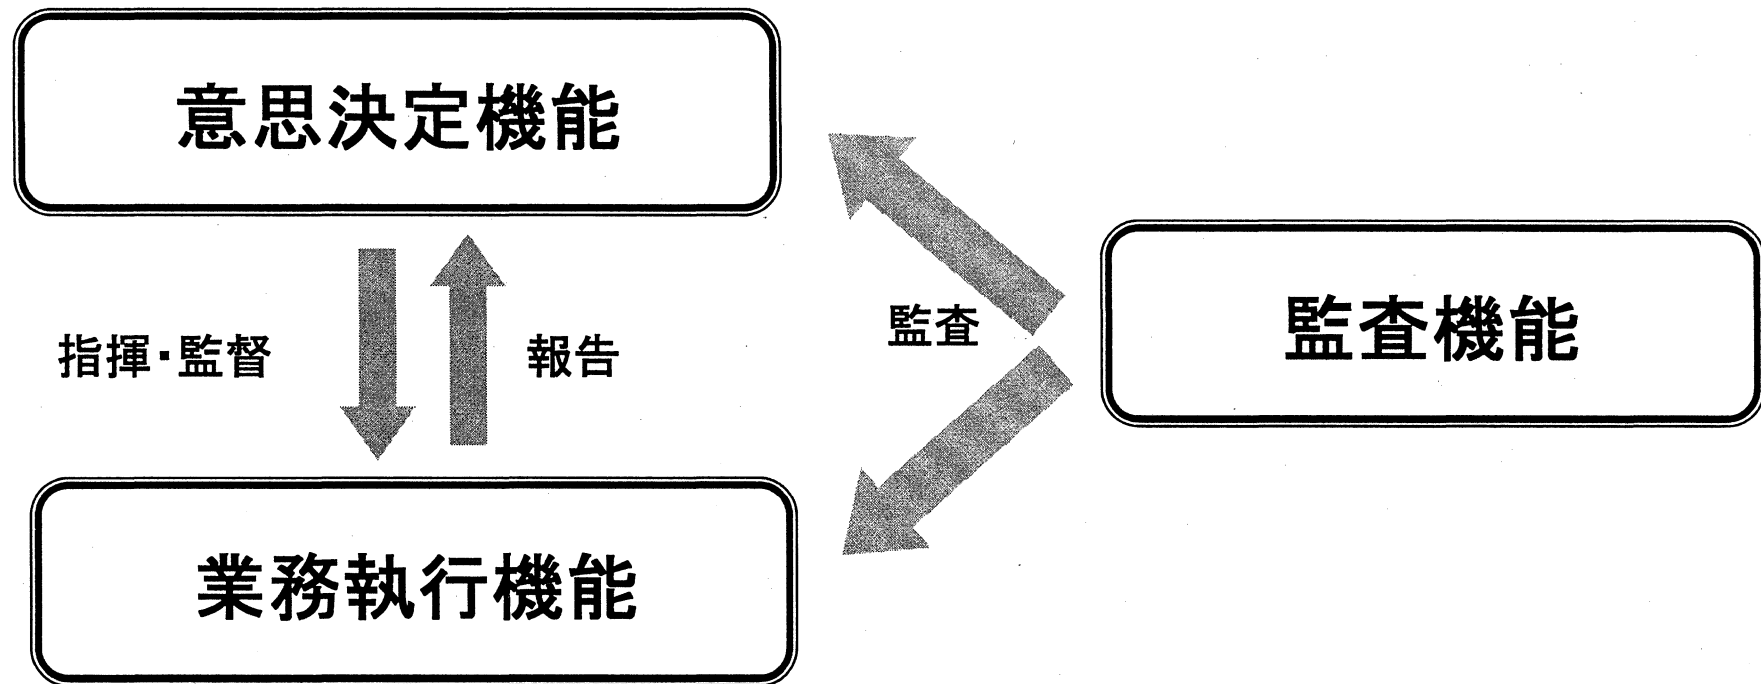 意思決定機能
指揮・監督
報告
監査
監査機能
業務執行機能